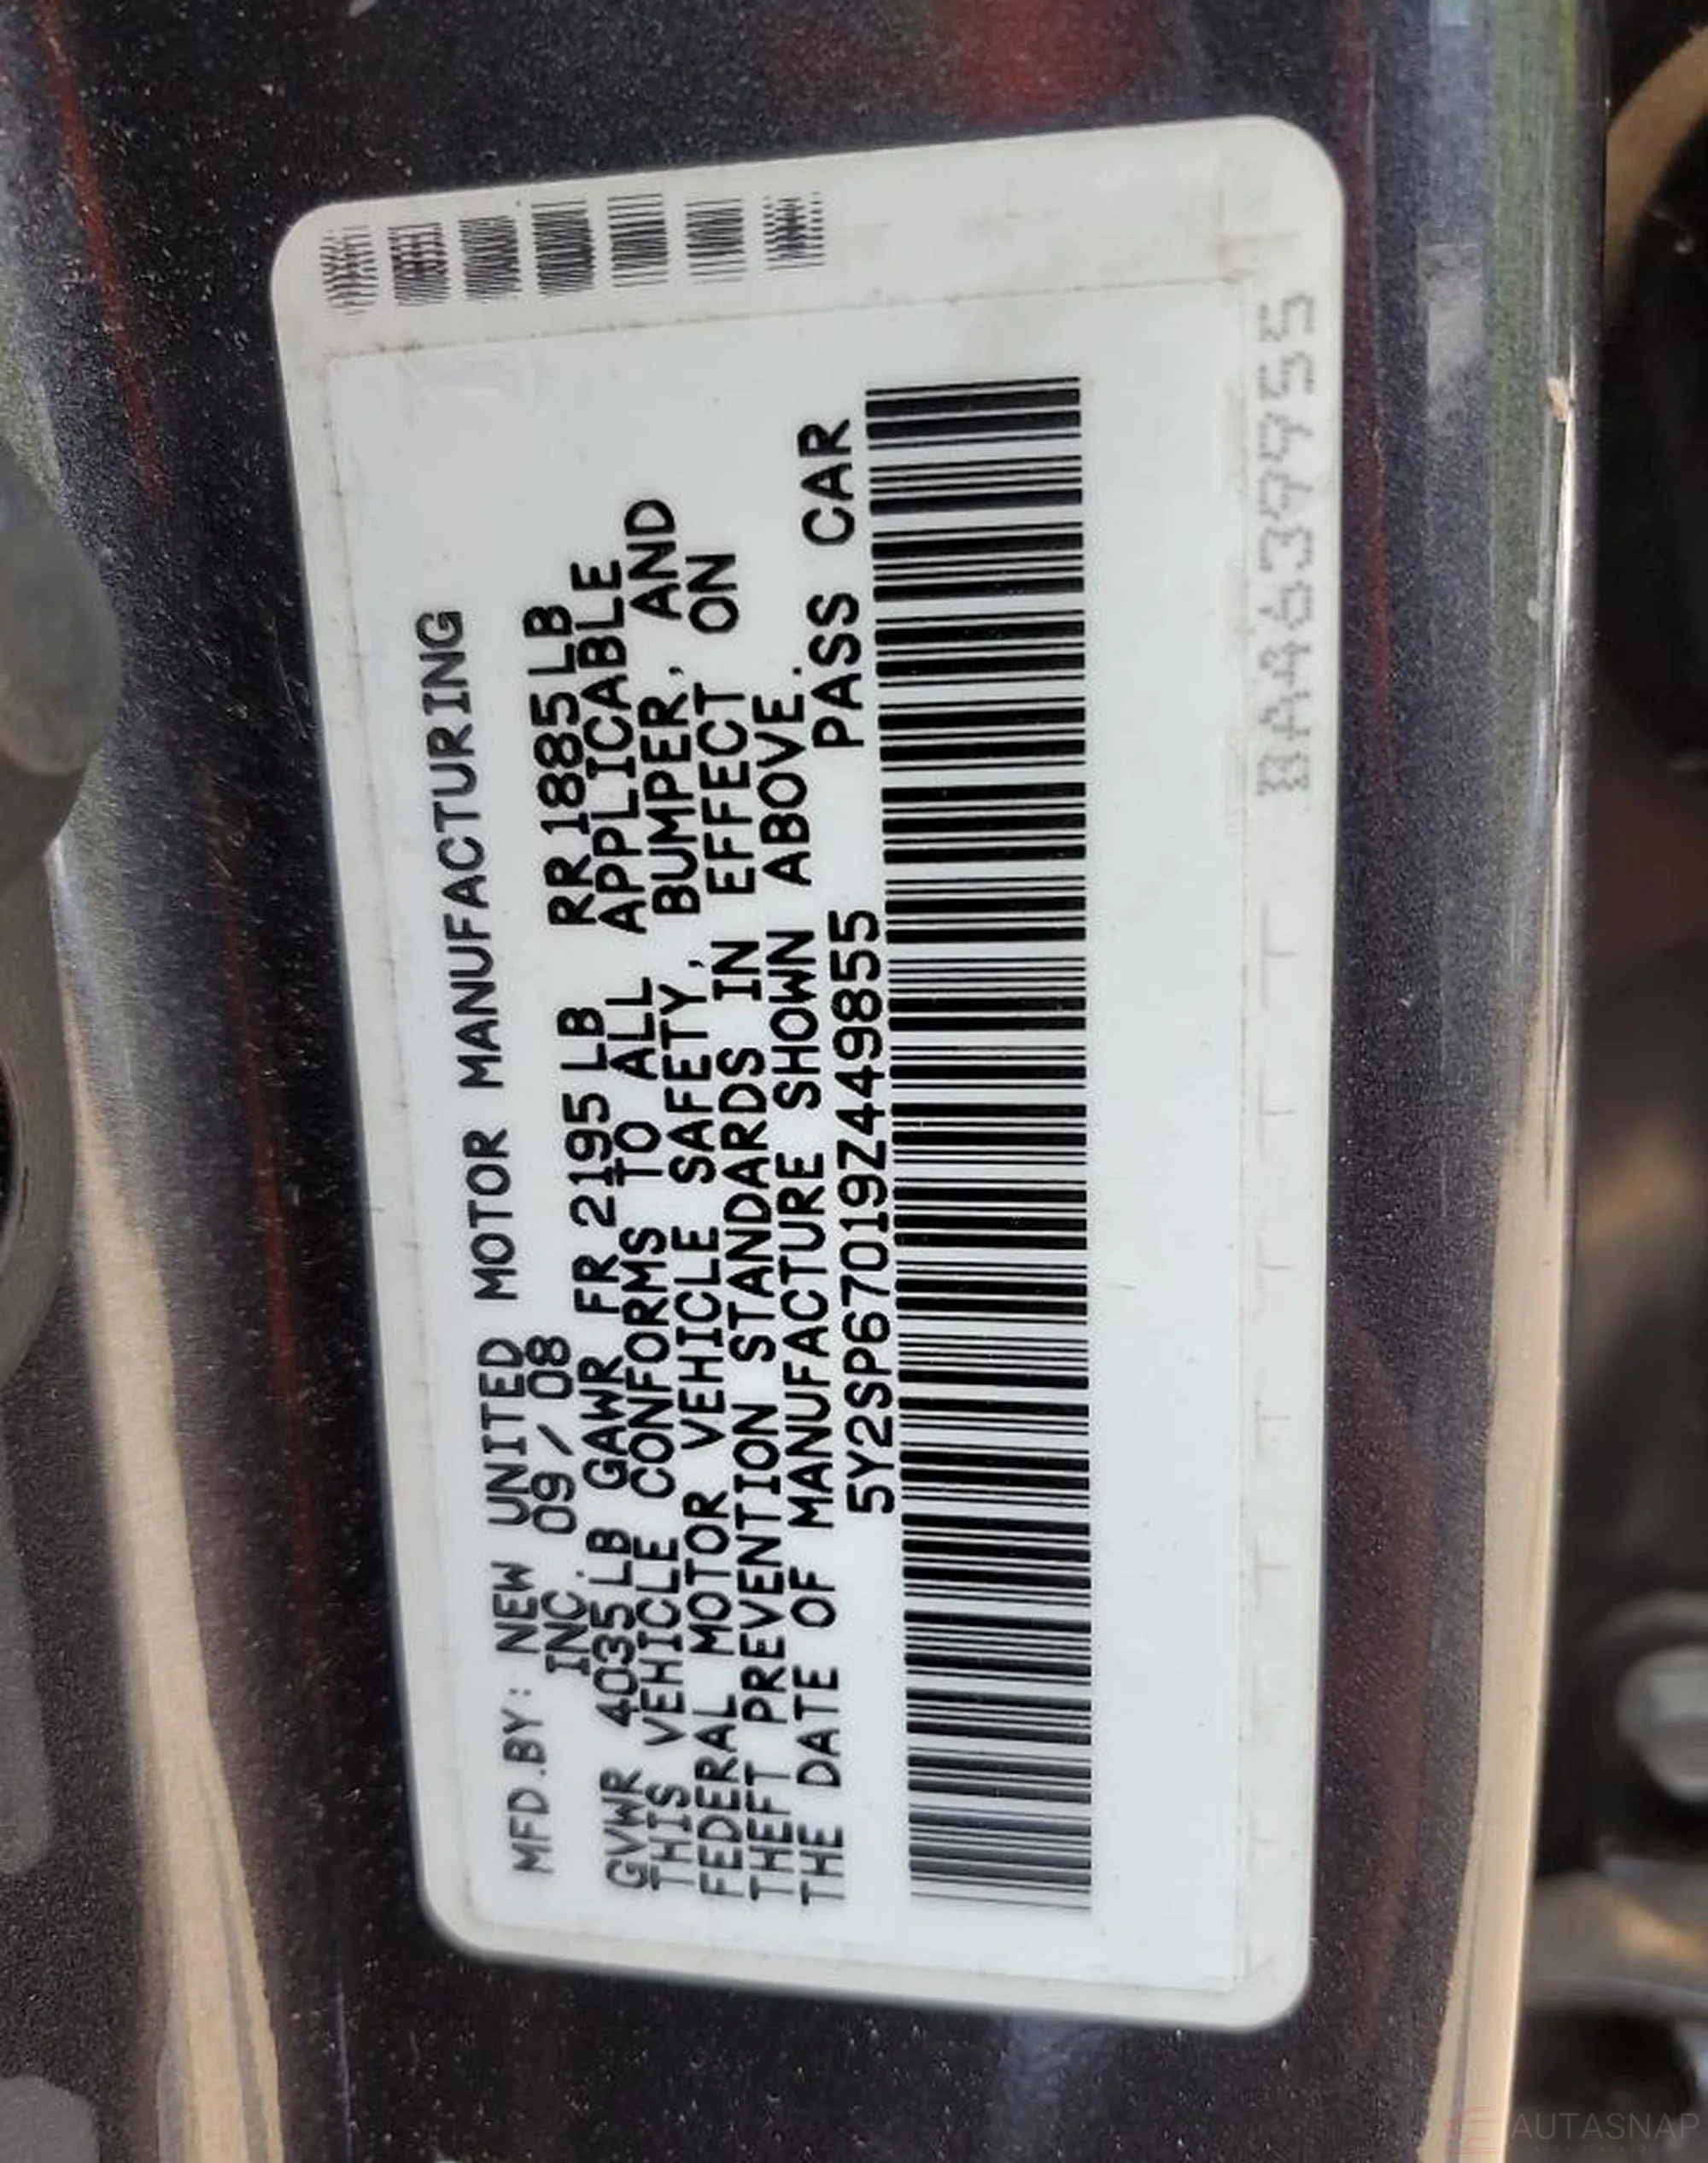 MFD.BY: NEW UNITED MOTOR MANUFACTURING
INC. 09/08
GVWR 4035LB GAWR FR 2195LB RR 1885LB
THIS VEHICLE CONFORMS TO ALL APPLICABLE
FEDERAL MOTOR VEHICLE SAFETY, BUMPER, AND
THEFT PREVENTION STANDARDS IN EFFECT ON
THE DATE OF MANUFACTURE SHOWN ABOVE.
5Y2SP67019Z449855 PASS CAR
AUTASNAP